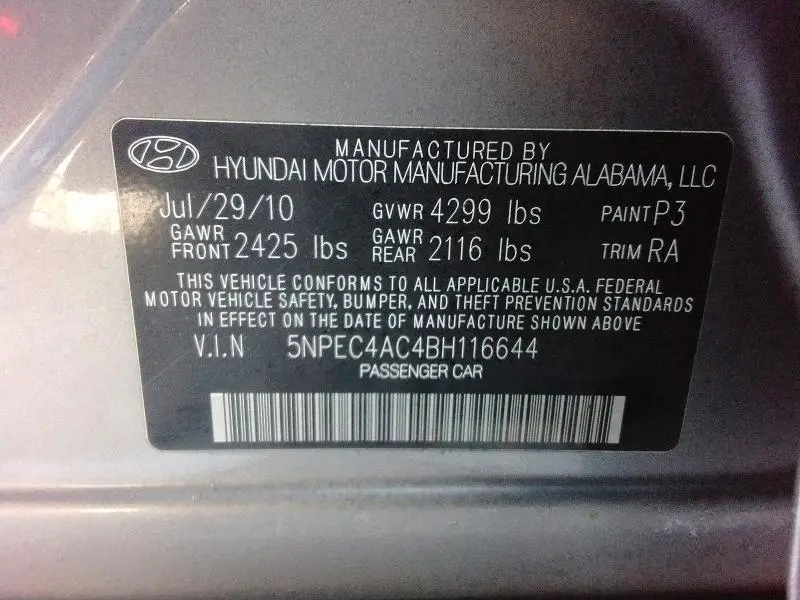 MANUFACTURED BY
HYUNDAI MOTOR MANUFACTURING ALABAMA, LLC
Jul/29/10 GVWR 4299 lbs PAINT P3
GAWR FRONT 2425 lbs GAWR REAR 2116 lbs TRIM RA
THIS VEHICLE CONFORMS TO ALL APPLICABLE U.S.A. FEDERAL
MOTOR VEHICLE SAFETY, BUMPER, AND THEFT PREVENTION STANDARDS
IN EFFECT ON THE DATE OF MANUFACTURE SHOWN ABOVE
V.I.N 5NPEC4AC4BH116644
PASSENGER CAR